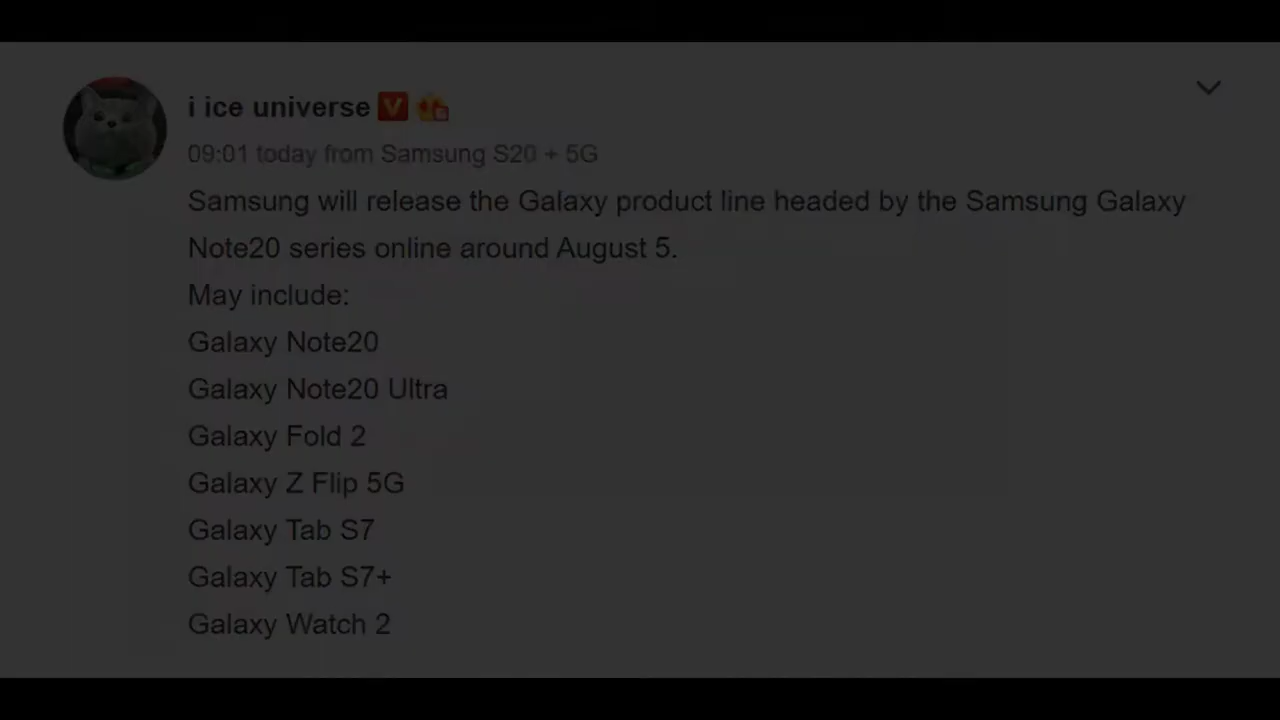 i ice universe
09:01 today from Samsung S20 + 5G
Samsung will release the Galaxy product line headed by the Samsung Galaxy
Note20 series online around August 5.
May include:
Galaxy Note20
Galaxy Note20 Ultra
Galaxy Fold 2
Galaxy Z Flip 5G
Galaxy Tab S7
Galaxy Tab S7+
Galaxy Watch 2